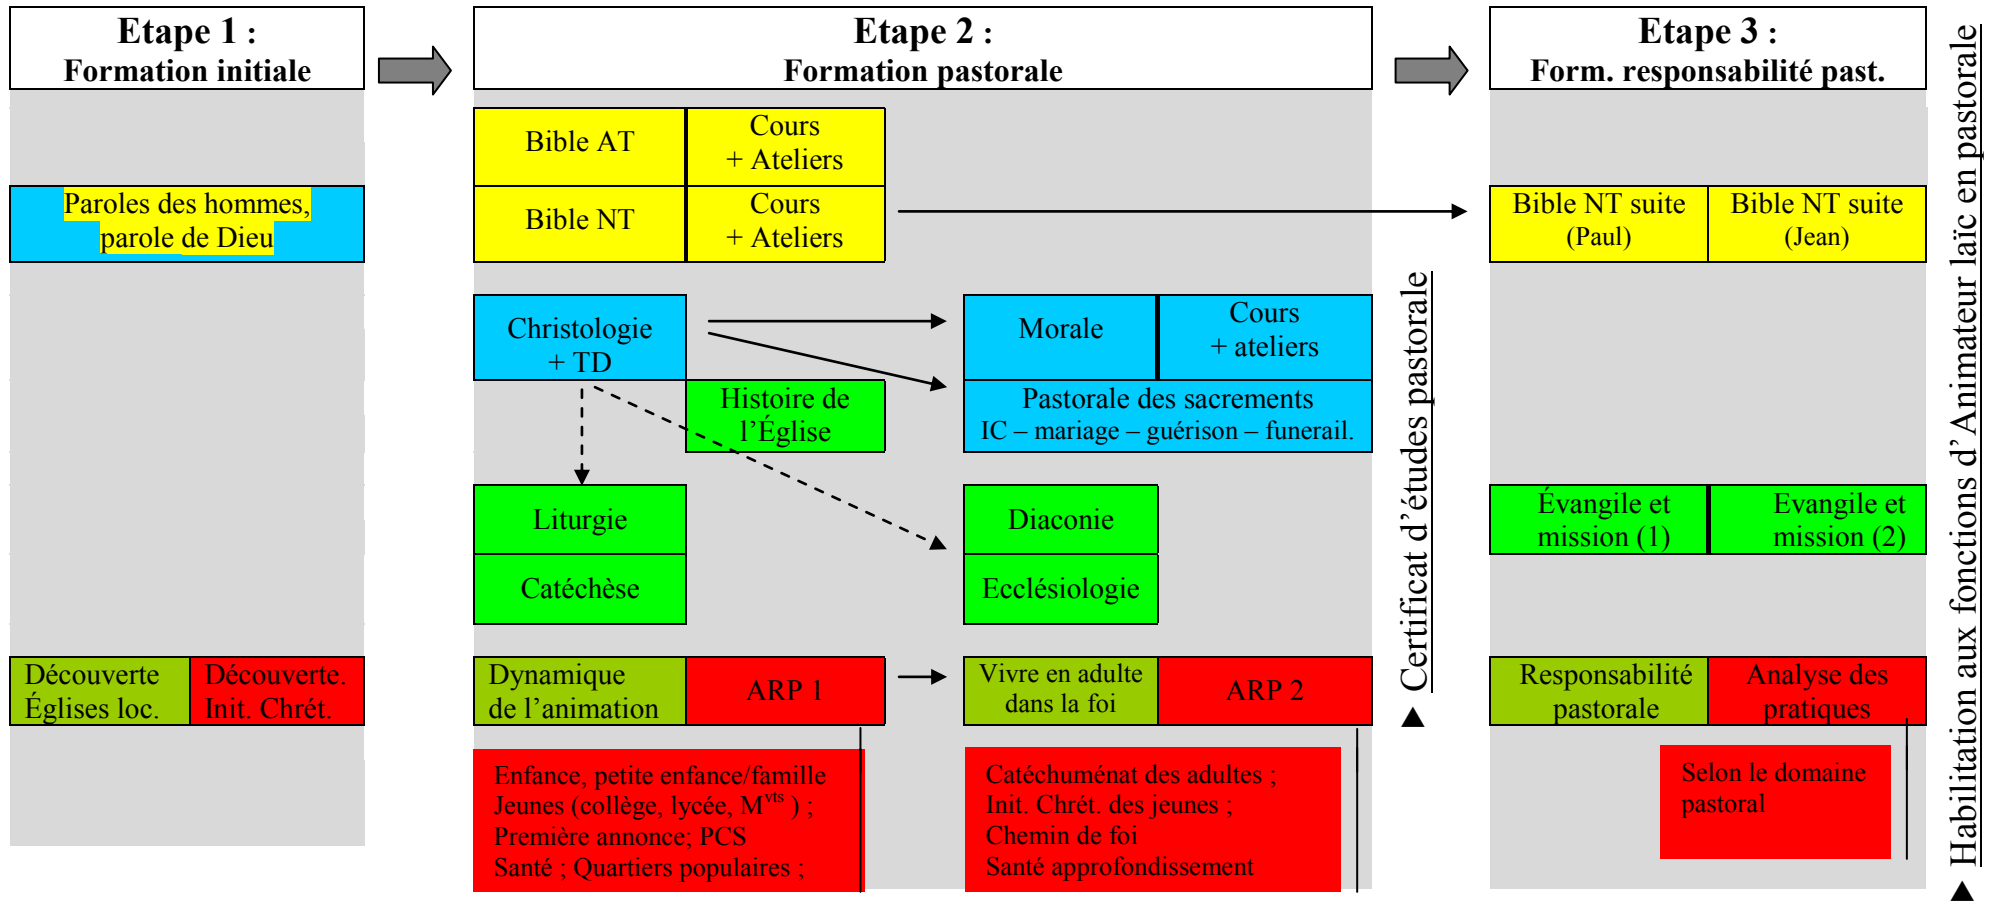 Etape 1 :
Formation initiale
Paroles des hommes,
parole de Dieu
Découverte
Églises loc.
Découverte.
Init. Chrét.
Etape 2 :
Formation pastorale
Bible AT
Cours
+ Ateliers
Bible NT
Cours
+ Ateliers
Christologie
+ TD
Morale
Cours
+ ateliers
Histoire de
l’Église
Pastorale des sacrements
IC – mariage – guérison – funerail.
Liturgie
Diaconie
Catéchèse
Ecclésiologie
Dynamique
de l’animation
ARP 1
Vivre en adulte
dans la foi
ARP 2
Enfance, petite enfance/famille
Jeunes (collège, lycée, Mvts ) ;
Première annonce; PCS
Santé ; Quartiers populaires ;
Catéchuménat des adultes ;
Init. Chrét. des jeunes ;
Chemin de foi
Santé approfondissement
▶ Certificat d’études pastorale
Etape 3 :
Form. responsabilité past.
Bible NT suite
(Paul)
Bible NT suite
(Jean)
Évangile et
mission (1)
Evangile et
mission (2)
Responsabilité
pastorale
Analyse des
pratiques
Selon le domaine
pastoral
▶ Habilitation aux fonctions d’Animateur laïc en pastorale